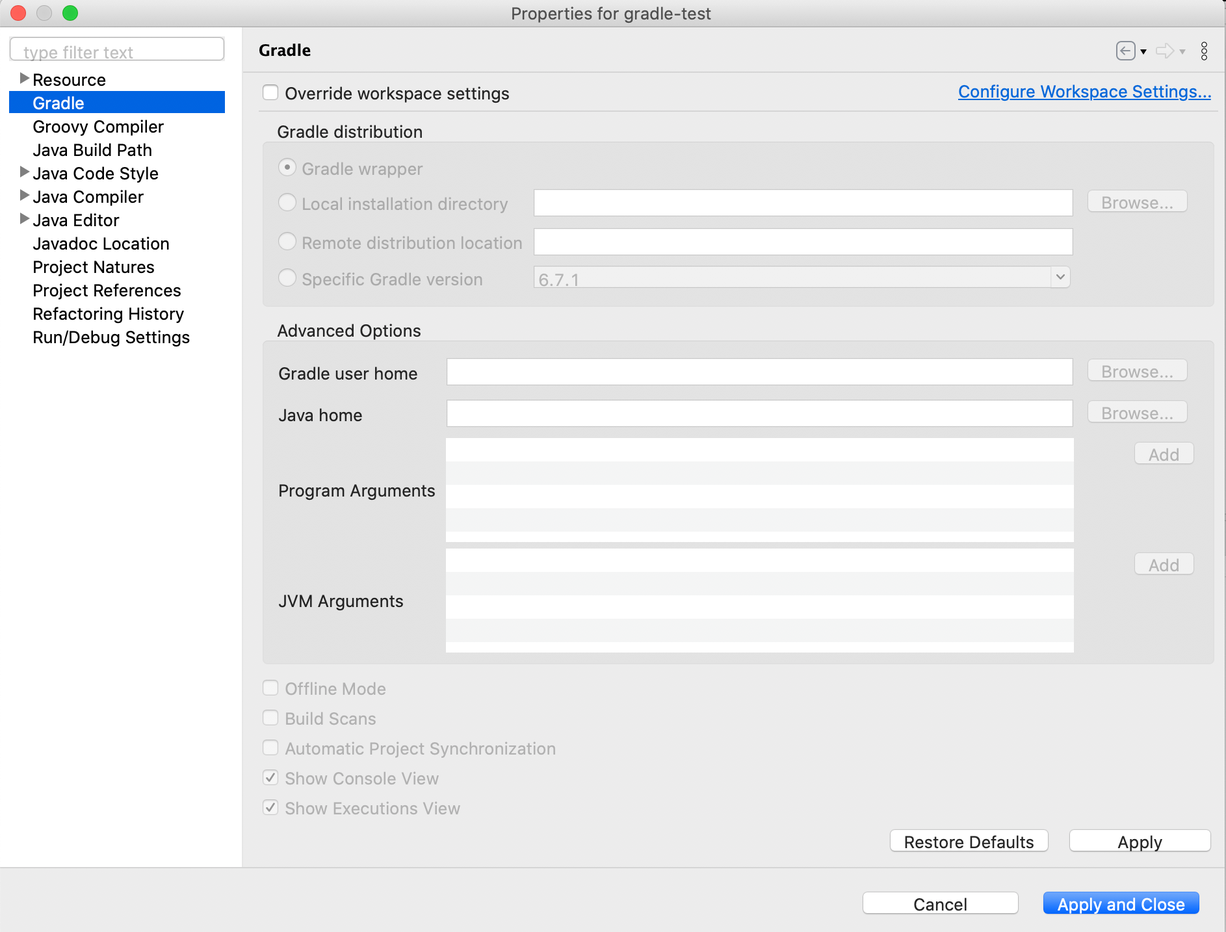 Properties for gradle-test
type filter text
Resource
Gradle
Groovy Compiler
Java Build Path
Java Code Style
Java Compiler
Java Editor
Javadoc Location
Project Natures
Project References
Refactoring History
Run/Debug Settings
Gradle
Override workspace settings
Configure Workspace Settings...
Gradle distribution
Gradle wrapper
Local installation directory
Browse...
Remote distribution location
Specific Gradle version
6.7.1
Advanced Options
Gradle user home
Browse...
Java home
Browse...
Program Arguments
Add
JVM Arguments
Add
Offline Mode
Build Scans
Automatic Project Synchronization
Show Console View
Show Executions View
Restore Defaults
Apply
Cancel
Apply and Close